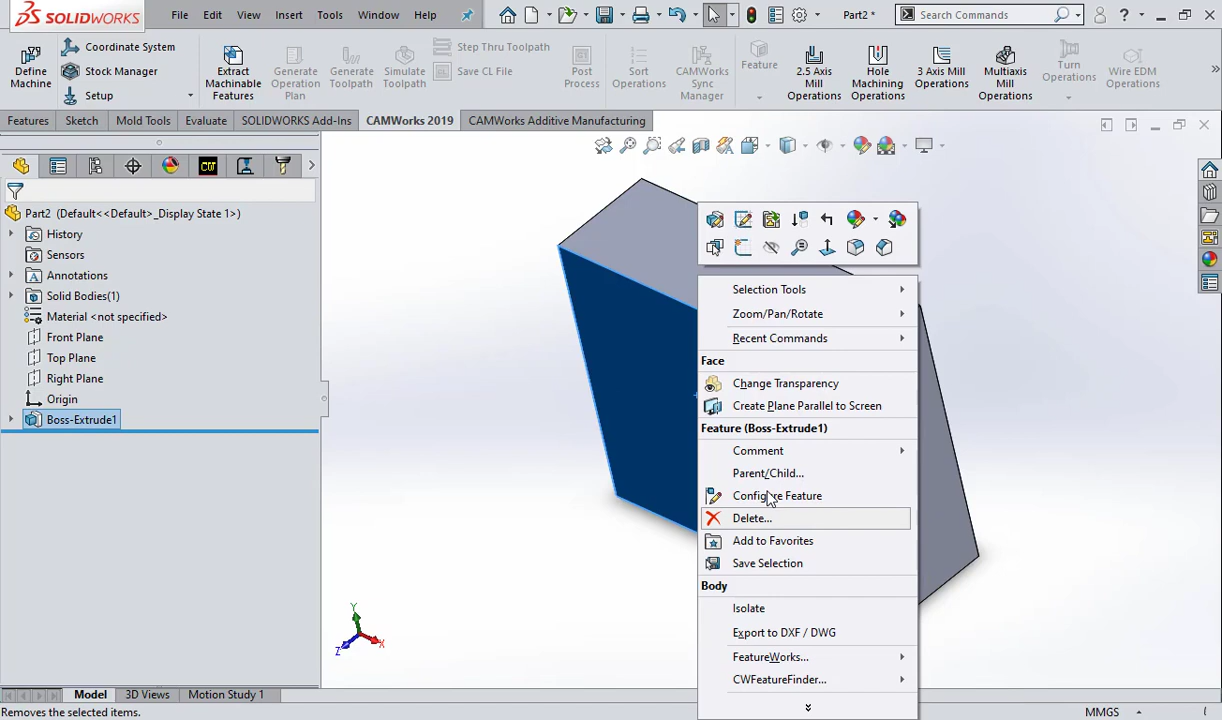 SOLIDWORKS File Edit View Insert Tools Window Help Part2 * Search Commands ?
Define Machine
Coordinate System
Stock Manager
Setup
Extract Machinable Features
Generate Operation Plan
Generate Toolpath
Simulate Toolpath
Step Thru Toolpath
Save CL File
Post Process
Sort Operations
CAMWorks Sync Manager
Feature
2.5 Axis Mill Operations
Hole Machining Operations
3 Axis Mill Operations
Multiaxis Mill Operations
Turn Operations
Wire EDM Operations
Features Sketch Mold Tools Evaluate SOLIDWORKS Add-Ins CAMWorks 2019 CAMWorks Additive Manufacturing
CW
Part2 (Default<<Default>_Display State 1>)
History
Sensors
Annotations
Solid Bodies(1)
Material <not specified>
Front Plane
Top Plane
Right Plane
Origin
Boss-Extrude1
Selection Tools
Zoom/Pan/Rotate
Recent Commands
Face
Change Transparency
Create Plane Parallel to Screen
Feature (Boss-Extrude1)
Comment
Parent/Child...
Configure Feature
Delete...
Add to Favorites
Save Selection
Body
Isolate
Export to DXF / DWG
FeatureWorks...
CWFeatureFinder...
Y
X
Z
Model 3D Views Motion Study 1
Removes the selected items. MMGS